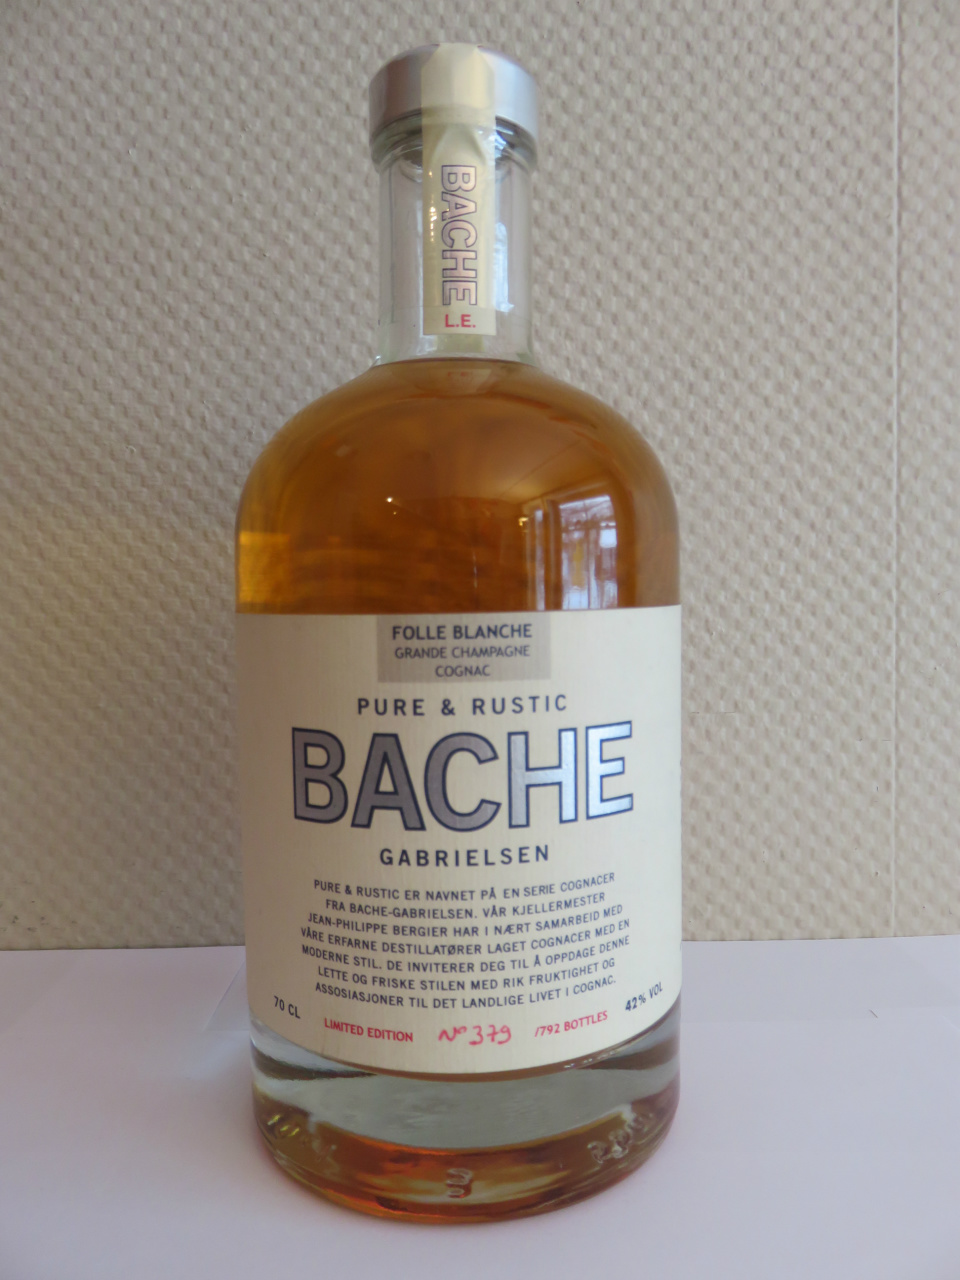 BACHE
L.E.
FOLLE BLANCHE
GRANDE CHAMPAGNE
COGNAC
PURE & RUSTIC
BACHE
GABRIELSEN
PURE & RUSTIC ER NAVNET PÅ EN SERIE COGNACER
FRA BACHE-GABRIELSEN. VÅR KJELLERMESTER
JEAN-PHILIPPE BERGIER HAR I NÆRT SAMARBEID MED
VÅRE ERFARNE DESTILLATØRER LAGET COGNACER MED EN
MODERNE STIL. DE INVITERER DEG TIL Å OPPDAGE DENNE
LETTE OG FRISKE STILEN MED RIK FRUKTIGHET OG
ASSOSIASJONER TIL DET LANDLIGE LIVET I COGNAC.
70 CL
42% VOL
LIMITED EDITION Nº 379 /792 BOTTLES